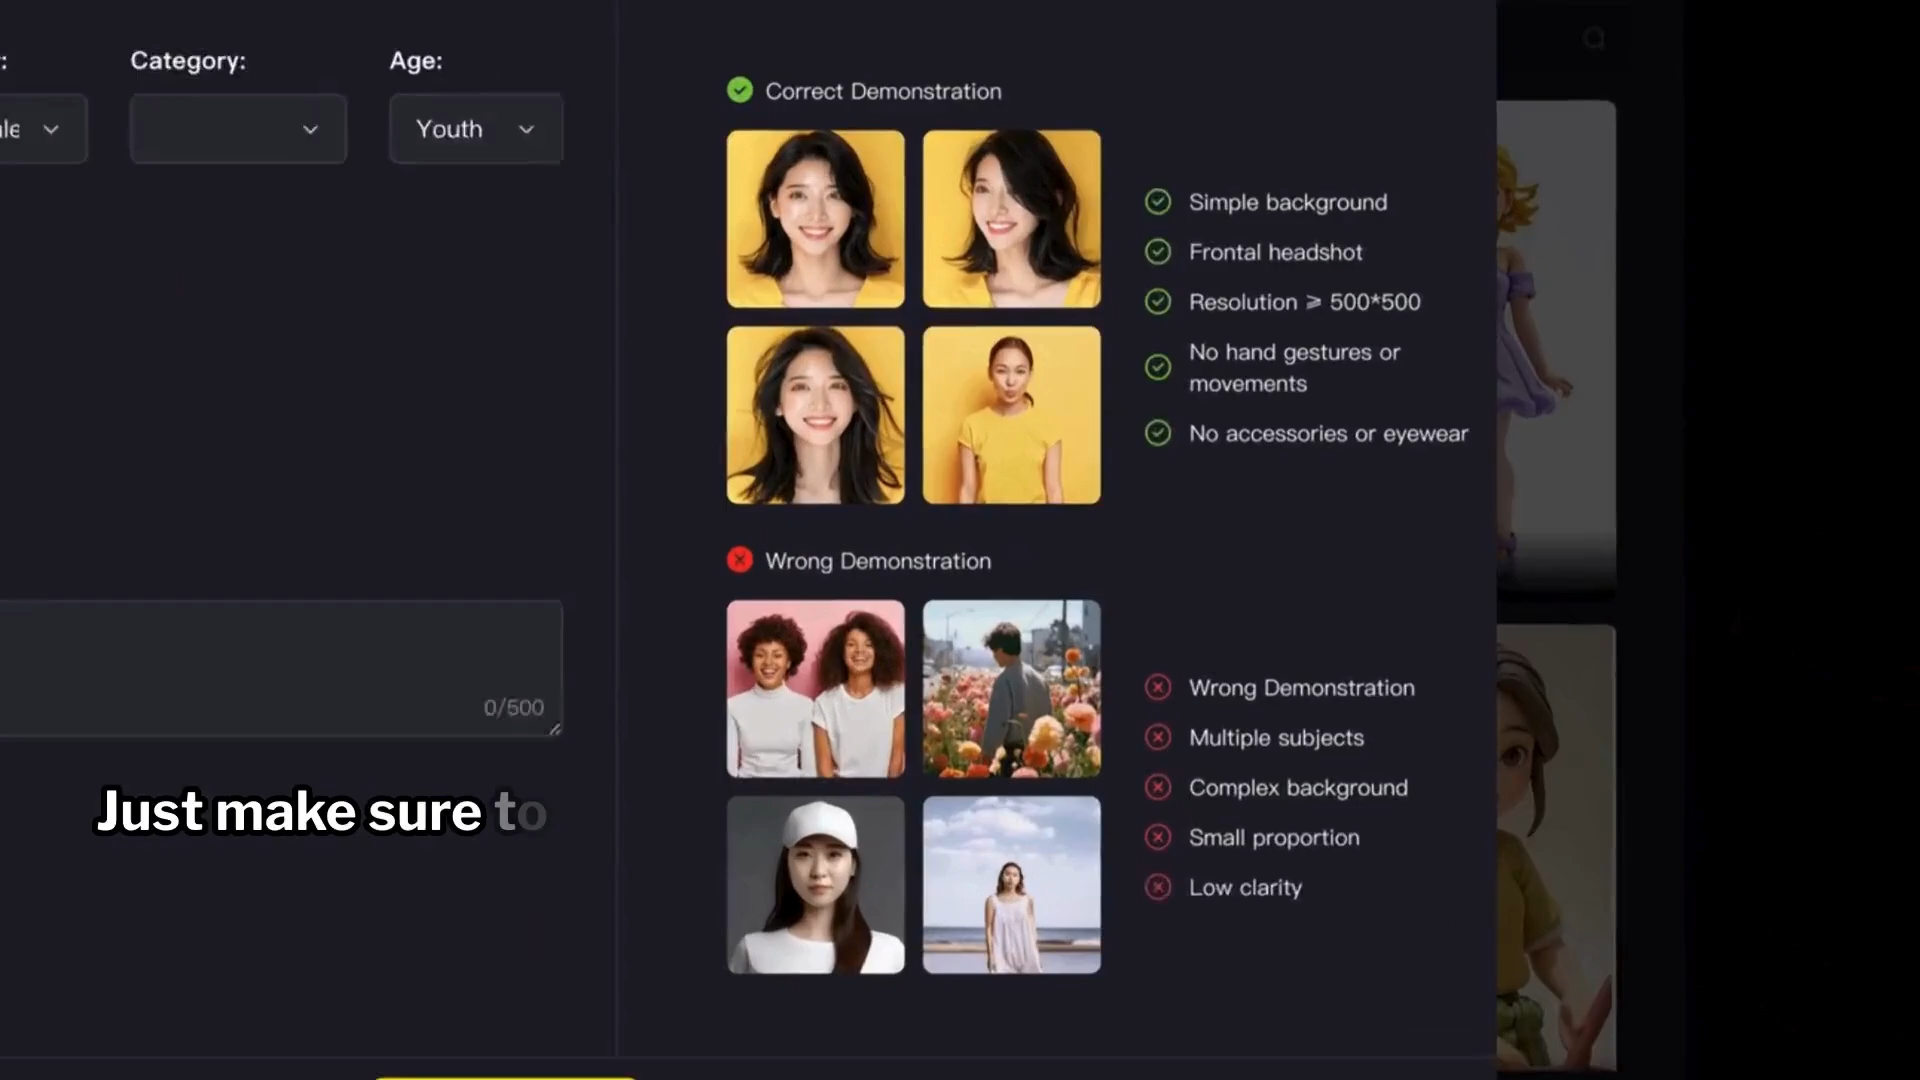 Category:
Age:
Youth
Correct Demonstration
Simple background
Frontal headshot
Resolution ⩾ 500*500
No hand gestures or
movements
No accessories or eyewear
Wrong Demonstration
Wrong Demonstration
Multiple subjects
Complex background
Small proportion
Low clarity
0/500
Just make sure to